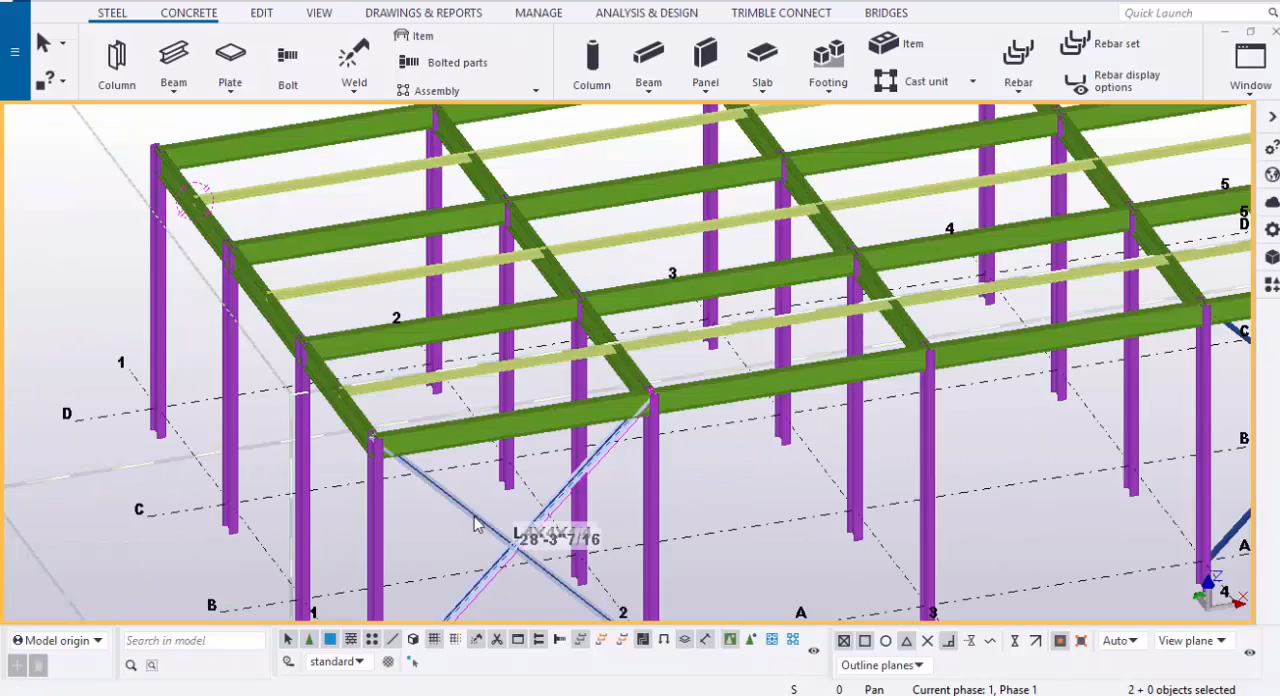 STEEL CONCRETE EDIT VIEW DRAWINGS & REPORTS MANAGE ANALYSIS & DESIGN TRIMBLE CONNECT BRIDGES Quick Launch
Item
Item
Rebar set
Bolted parts
Cast unit
Rebar display
options
Column Beam Plate Bolt Weld
Assembly
Column Beam Panel Slab Footing Rebar Window
5
5
D
4
3
2
1
D
C
B
C
B
A
1
2
A
3
4
Z
X
28'-3"7/16
Model origin
Search in model
standard
Auto
View plane
Outline planes
S 0 Pan Current phase: 1, Phase 1 2 + 0 objects selected